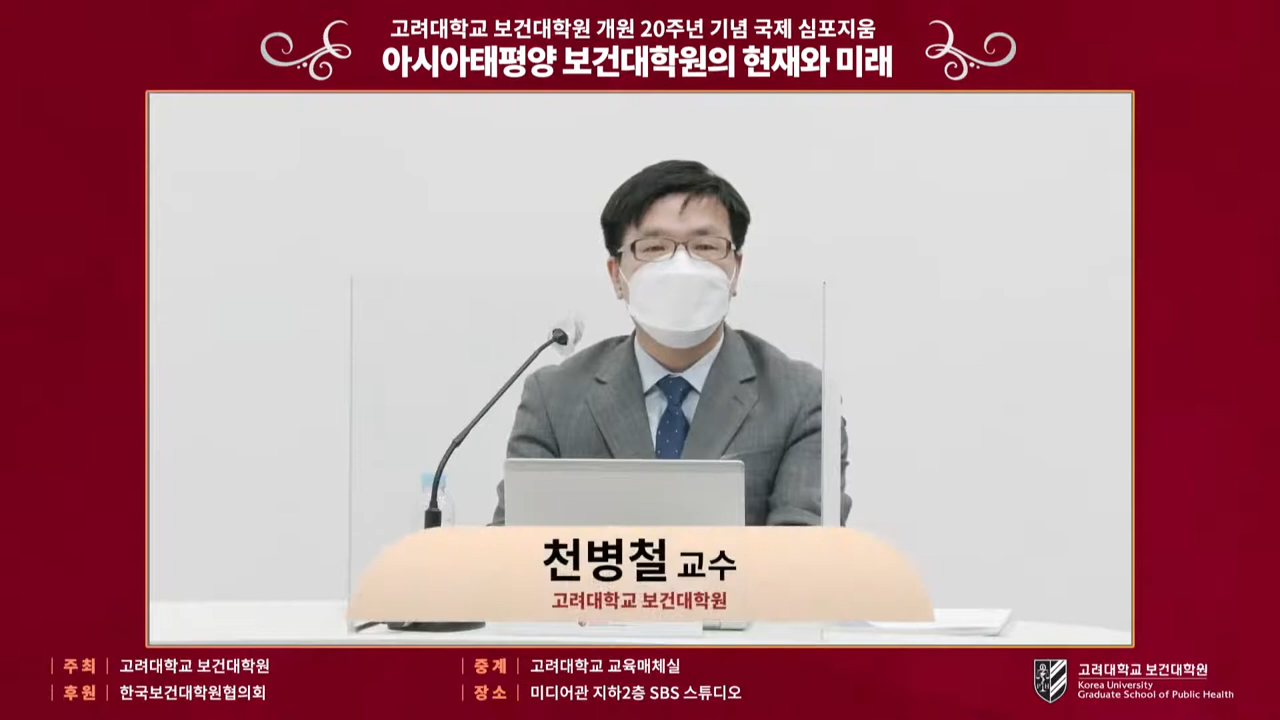 고려대학교 보건대학원 개원 20주년 기념 국제 심포지움
아시아태평양 보건대학원의 현재와 미래
천병철 교수
고려대학교 보건대학원
주최 고려대학교 보건대학원
후원 한국보건대학원협의회
중계 고려대학교 교육매체실
장소 미디어관 지하2층 SBS 스튜디오
고려대학교 보건대학원
Korea University
Graduate School of Public Health